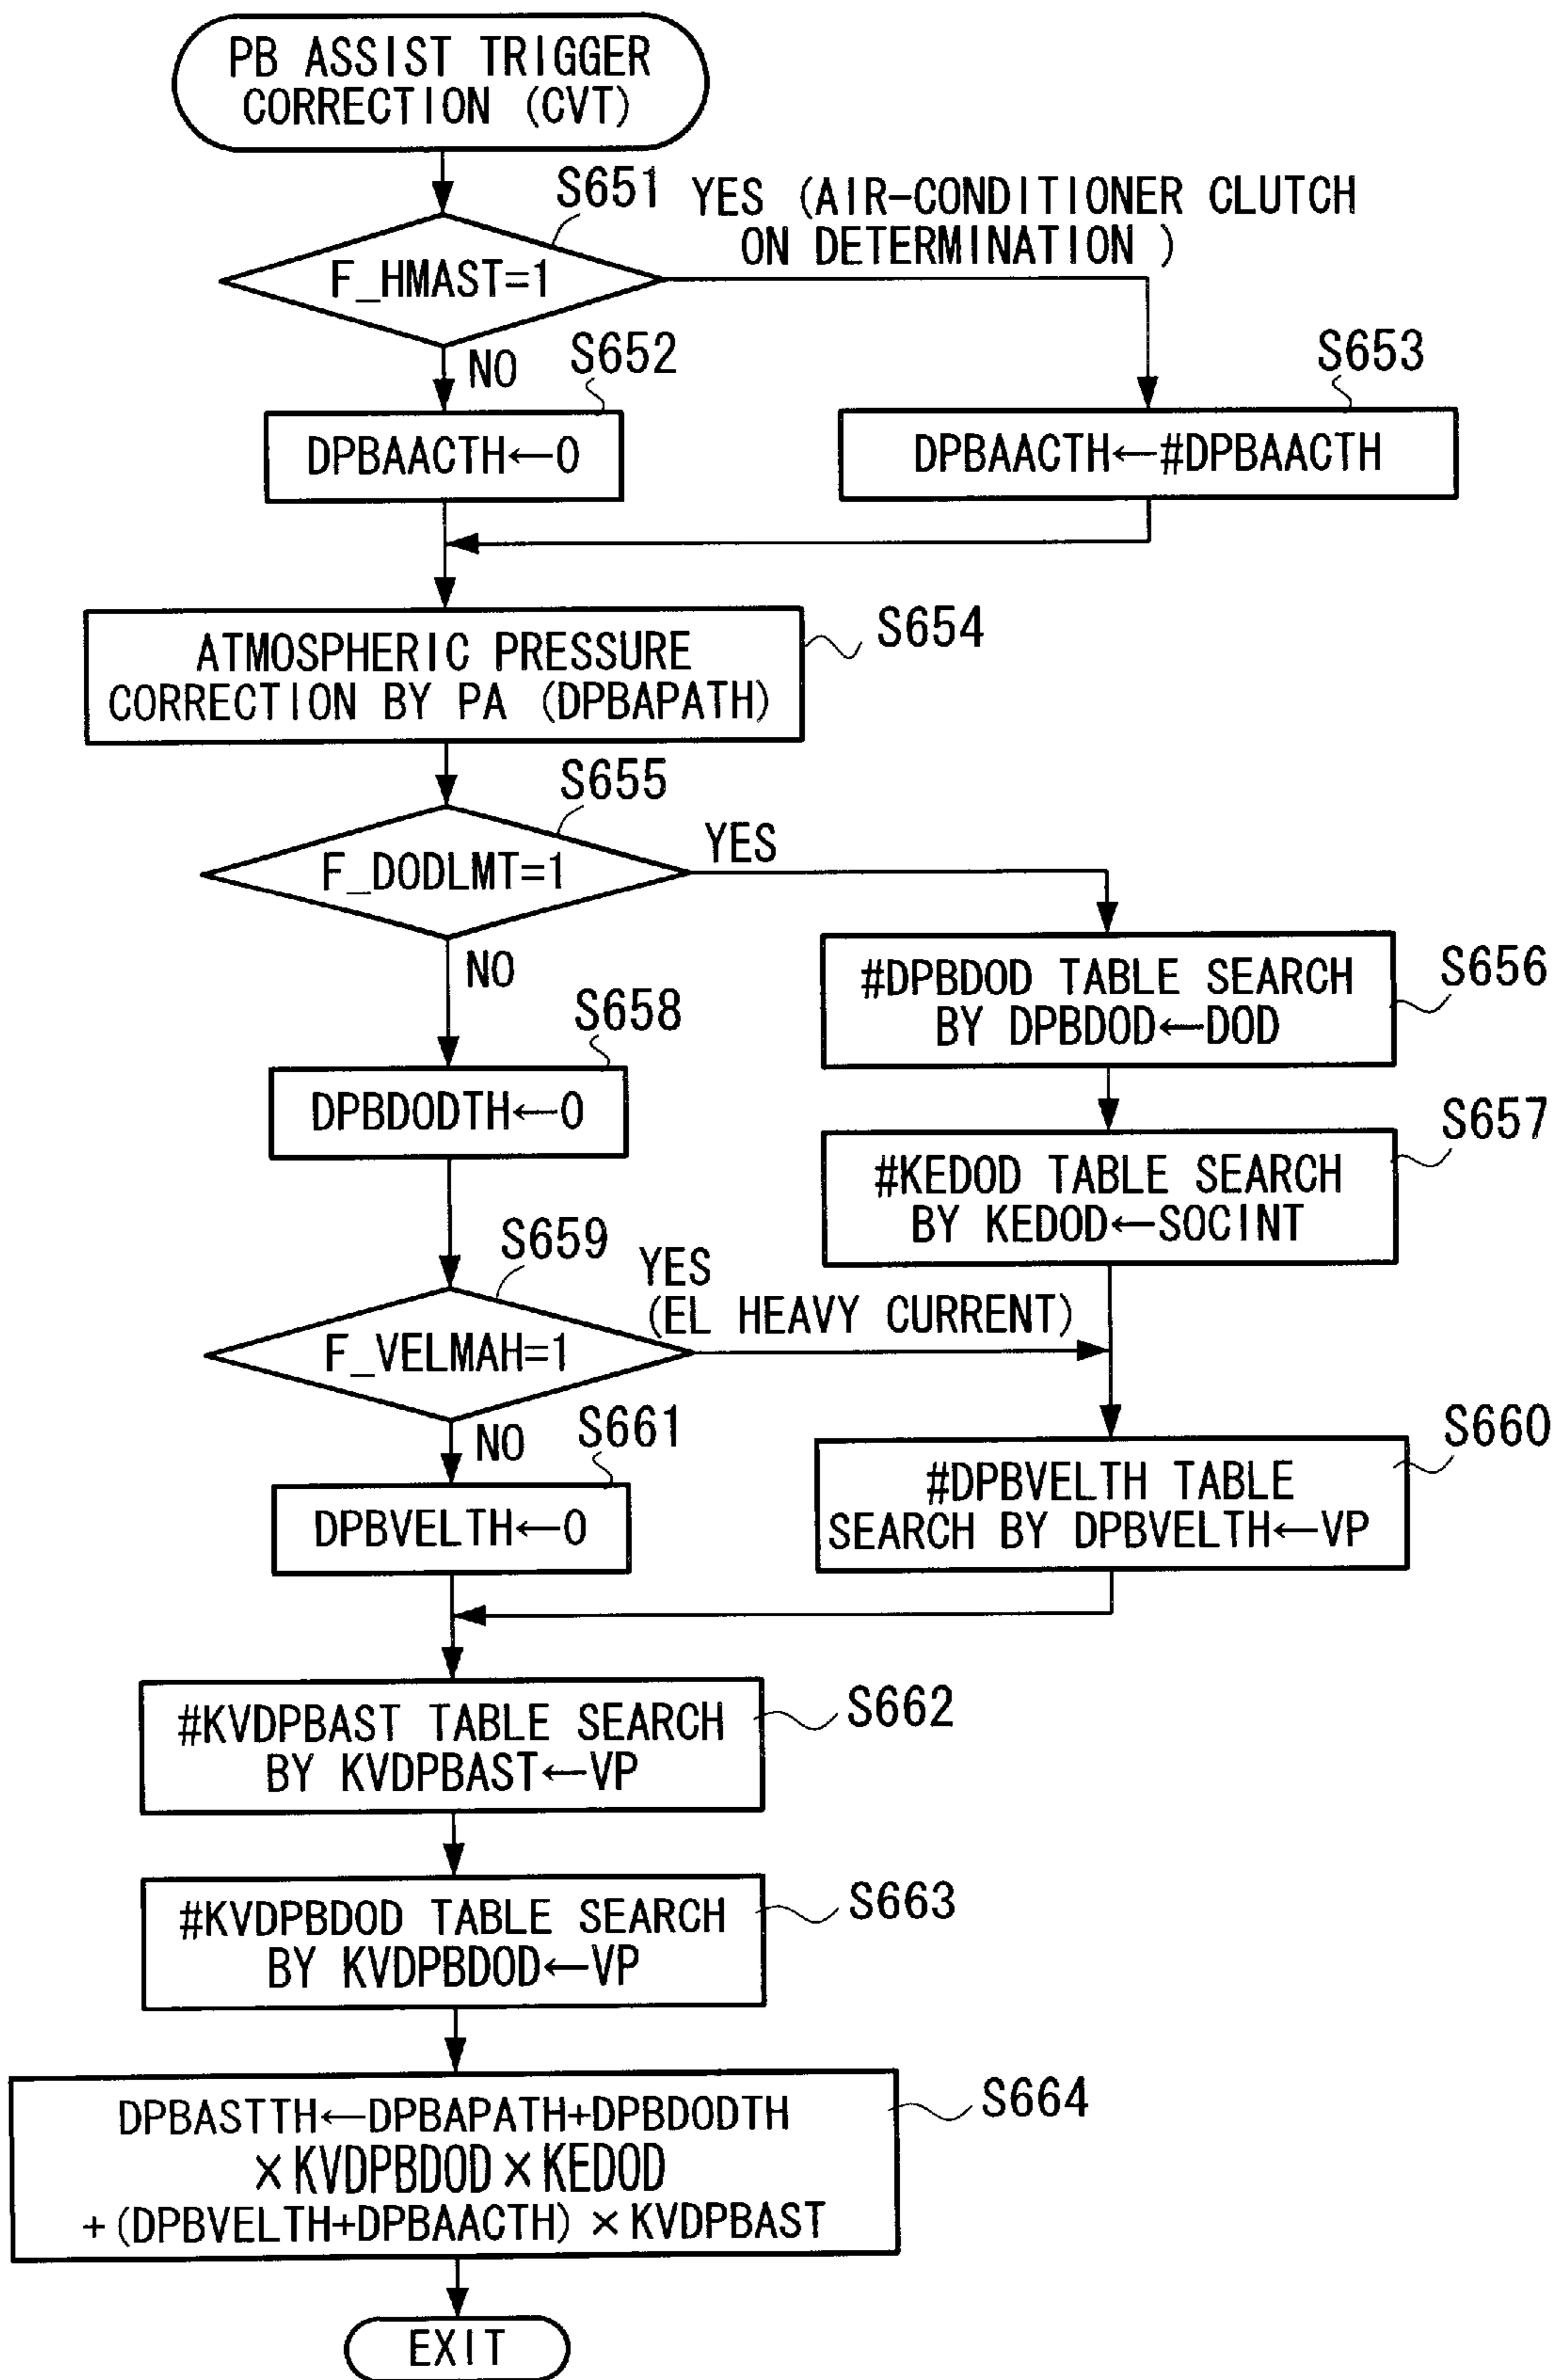 PB ASSIST TRIGGER
CORRECTION (CVT)
S651
YES (AIR-CONDITIONER CLUTCH
ON DETERMINATION )
F_HMAST=1
NO
S652
S653
DPBAACTH←0
DPBAACTH←#DPBAACTH
S654
ATMOSPHERIC PRESSURE
CORRECTION BY PA (DPBAPATH)
S655
YES
F_DODLMT=1
NO
S656
#DPBDOD TABLE SEARCH
BY DPBDOD←DOD
S658
DPBDODTH←0
S657
#KEDOD TABLE SEARCH
BY KEDOD←SOCINT
S659
YES
(EL HEAVY CURRENT)
F_VELMAH=1
NO
S661
S660
DPBVELTH←0
#DPBVELTH TABLE
SEARCH BY DPBVELTH←VP
S662
#KVDPBAST TABLE SEARCH
BY KVDPBAST←VP
S663
#KVDPBDOD TABLE SEARCH
BY KVDPBDOD←VP
S664
DPBASTTH←DPBAPATH+DPBDODTH
×KVDPBDOD×KEDOD
+(DPBVELTH+DPBAACTH)×KVDPBAST
EXIT